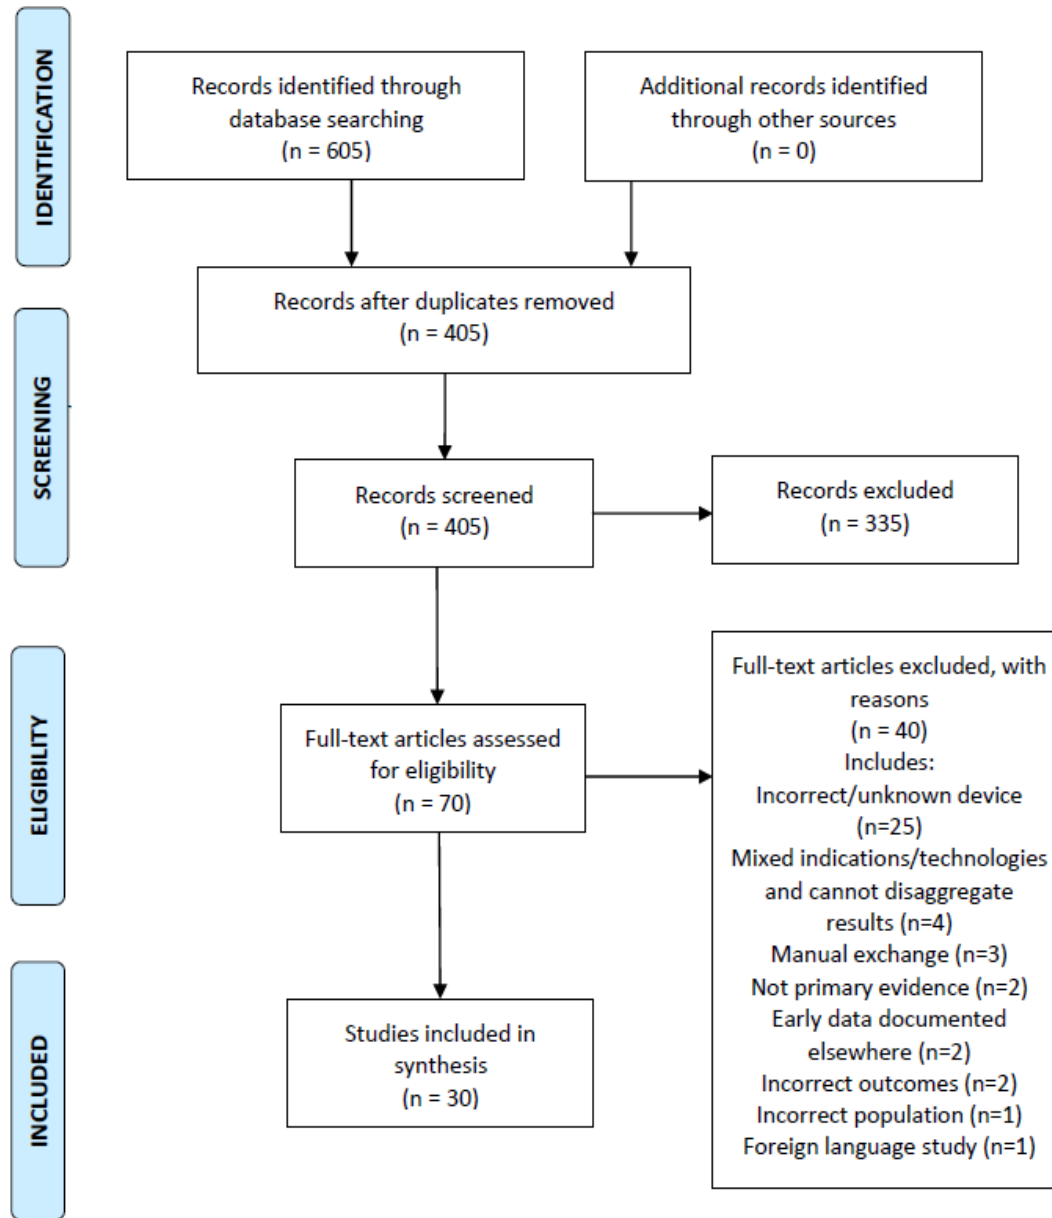 IDENTIFICATION
Records identified through
database searching
(n = 605)
Additional records identified
through other sources
(n = 0)
Records after duplicates removed
(n = 405)
SCREENING
Records screened
(n = 405)
Records excluded
(n = 335)
ELIGIBILITY
Full-text articles assessed
for eligibility
(n = 70)
Full-text articles excluded, with
reasons
(n = 40)
Includes:
Incorrect/unknown device
(n=25)
Mixed indications/technologies
and cannot disaggregate
results (n=4)
Manual exchange (n=3)
Not primary evidence (n=2)
Early data documented
elsewhere (n=2)
Incorrect outcomes (n=2)
Incorrect population (n=1)
Foreign language study (n=1)
INCLUDED
Studies included in
synthesis
(n = 30)